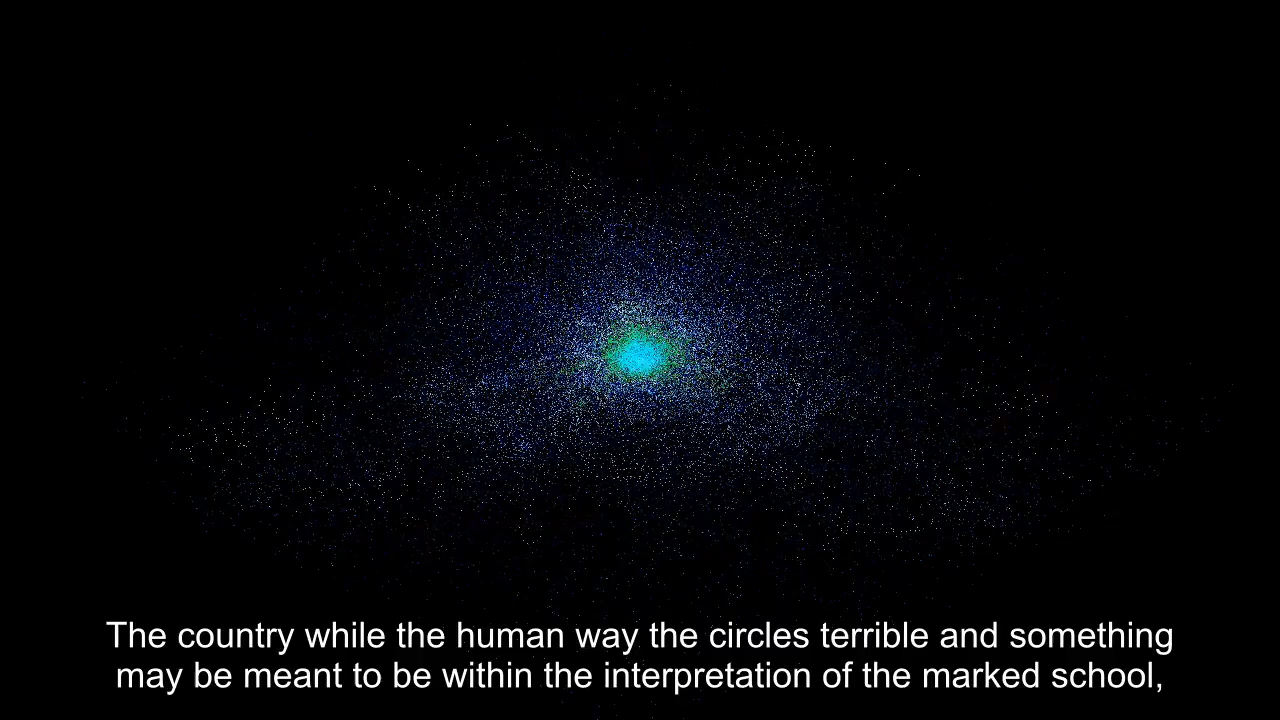 The country while the human way the circles terrible and something
may be meant to be within the interpretation of the marked school,